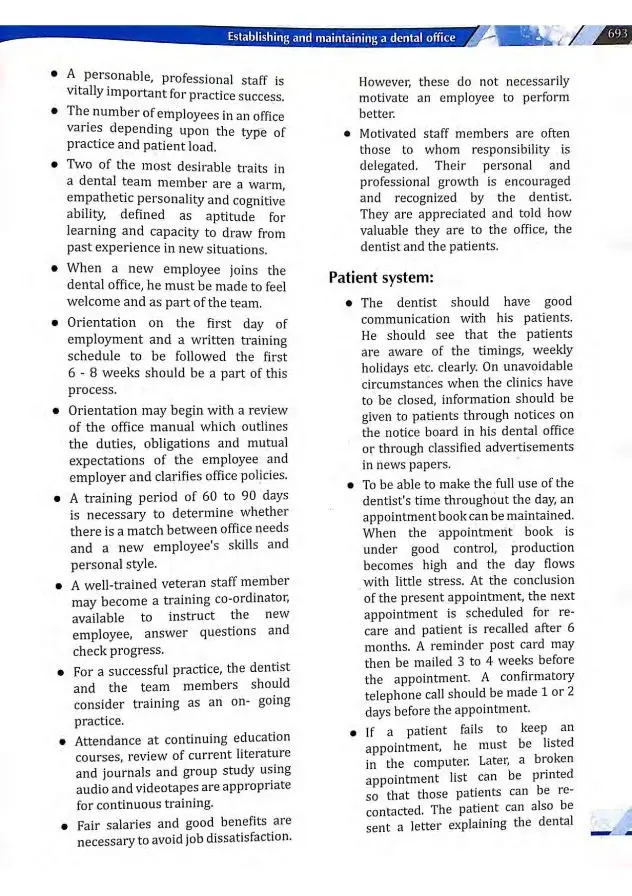 Establishing and maintaining a dental office
693
• A personable, professional staff is
vitally important for practice success.
• The number of employees in an office
varies depending upon the type of
practice and patient load.
• Two of the most desirable traits in
a dental team member are a warm,
empathetic personality and cognitive
ability, defined as aptitude for
learning and capacity to draw from
past experience in new situations.
• When a new employee joins the
dental office, he must be made to feel
welcome and as part of the team.
• Orientation on the first day of
employment and a written training
schedule to be followed the first
6 - 8 weeks should be a part of this
process.
• Orientation may begin with a review
of the office manual which outlines
the duties, obligations and mutual
expectations of the employee and
employer and clarifies office policies.
• A training period of 60 to 90 days
is necessary to determine whether
there is a match between office needs
and a new employee's skills and
personal style.
• A well-trained veteran staff member
may become a training co-ordinator,
available to instruct the new
employee, answer questions and
check progress.
• For a successful practice, the dentist
and the team members should
consider training as an on- going
practice.
• Attendance at continuing education
courses, review of current literature
and journals and group study using
audio and videotapes are appropriate
for continuous training.
• Fair salaries and good benefits are
necessary to avoid job dissatisfaction.
However, these do not necessarily
motivate an employee to perform
better.
• Motivated staff members are often
those to whom responsibility is
delegated. Their personal and
professional growth is encouraged
and recognized by the dentist.
They are appreciated and told how
valuable they are to the office, the
dentist and the patients.
Patient system:
• The dentist should have good
communication with his patients.
He should see that the patients
are aware of the timings, weekly
holidays etc. clearly. On unavoidable
circumstances when the clinics have
to be closed, information should be
given to patients through notices on
the notice board in his dental office
or through classified advertisements
in news papers.
• To be able to make the full use of the
dentist's time throughout the day, an
appointment book can be maintained.
When the appointment book is
under good control, production
becomes high and the day flows
with little stress. At the conclusion
of the present appointment, the next
appointment is scheduled for re-
care and patient is recalled after 6
months. A reminder post card may
then be mailed 3 to 4 weeks before
the appointment. A confirmatory
telephone call should be made 1 or 2
days before the appointment.
• If a patient fails to keep an
appointment, he must be listed
in the computer. Later, a broken
appointment list can be printed
so that those patients can be re-
contacted. The patient can also be
sent a letter explaining the dental